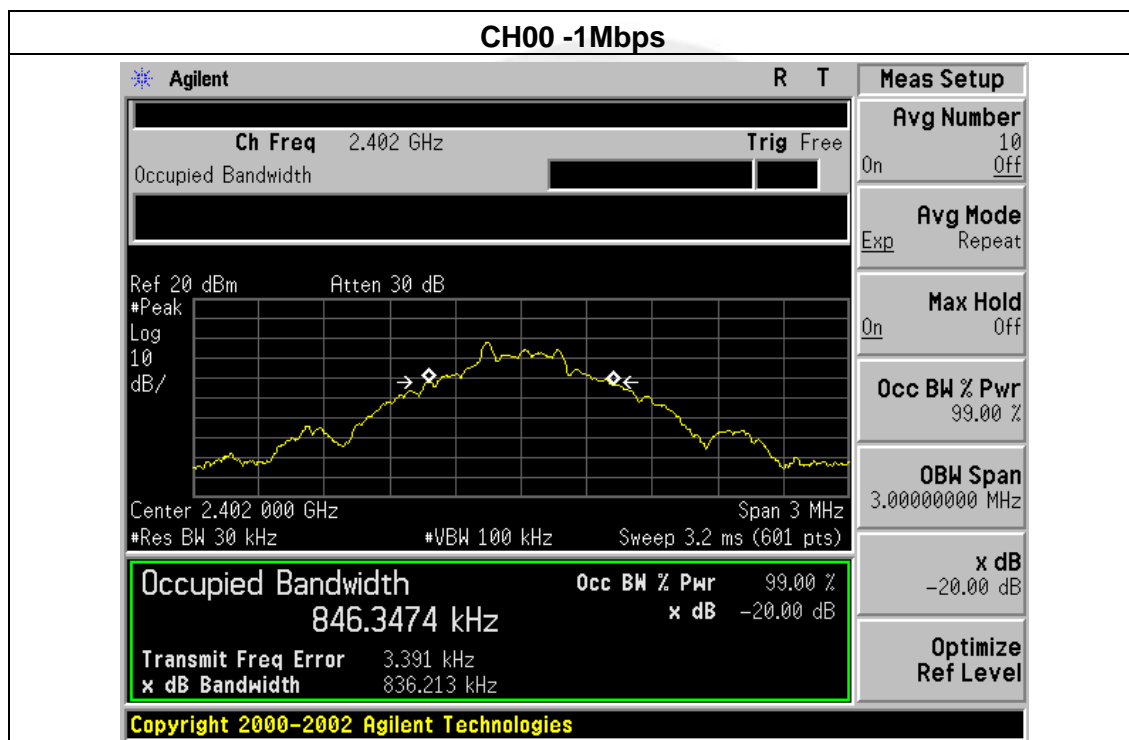 CH00 -1Mbps
Agilent R T
Ch Freq 2.402 GHz Trig Free
Occupied Bandwidth
Ref 20 dBm Atten 30 dB
#Peak
Log
10
dB/
Center 2.402 000 GHz Span 3 MHz
#Res BW 30 kHz #VBW 100 kHz Sweep 3.2 ms (601 pts)
Occupied Bandwidth Occ BW % Pwr 99.00 %
846.3474 kHz x dB -20.00 dB
Transmit Freq Error 3.391 kHz
x dB Bandwidth 836.213 kHz
Copyright 2000-2002 Agilent Technologies
Meas Setup
Avg Number
10
On Off
Avg Mode
Exp Repeat
Max Hold
On Off
Occ BW % Pwr
99.00 %
OBW Span
3.00000000 MHz
x dB
-20.00 dB
Optimize
Ref Level